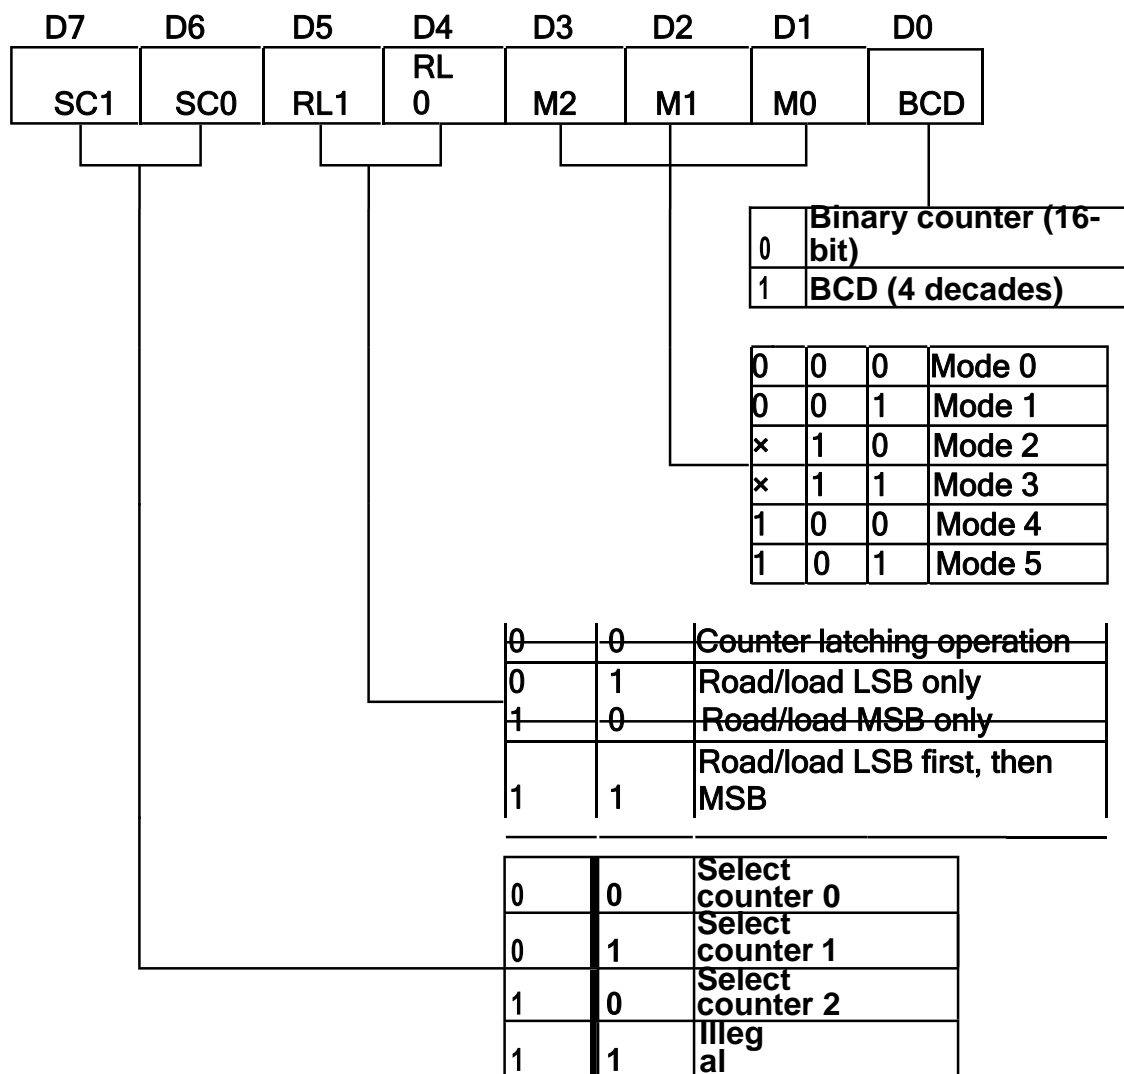 D7 D6 D5 D4 D3 D2 D1 D0
RL
SC1 SC0 RL1 0 M2 M1 M0 BCD
Binary counter (16-
0 bit)
1 BCD (4 decades)
0 0 0 Mode 0
0 0 1 Mode 1
× 1 0 Mode 2
× 1 1 Mode 3
1 0 0 Mode 4
1 0 1 Mode 5
0 0 Counter latching operation
0 1 Road/load LSB only
1 0 Road/load MSB only
Road/load LSB first, then
1 1 MSB
Select
0 0 counter 0
Select
0 1 counter 1
Select
1 0 counter 2
Illeg
1 1 al